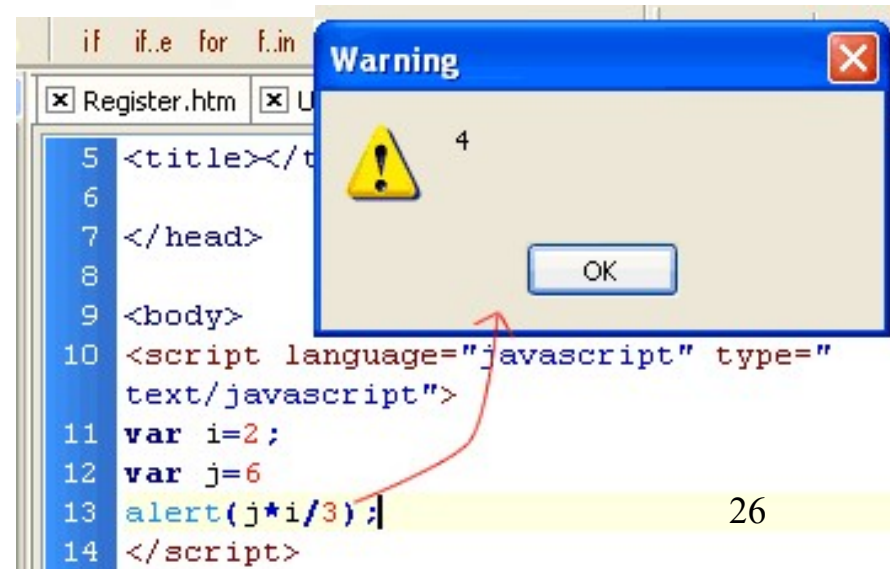 if if..e for f..in
Warning
Register.htm U
4
OK
5 <title></t
6
7 </head>
8
9 <body>
10 <script language="javascript" type="
text/javascript">
11 var i=2;
12 var j=6
13 alert(j*i/3);
14 </script>
26